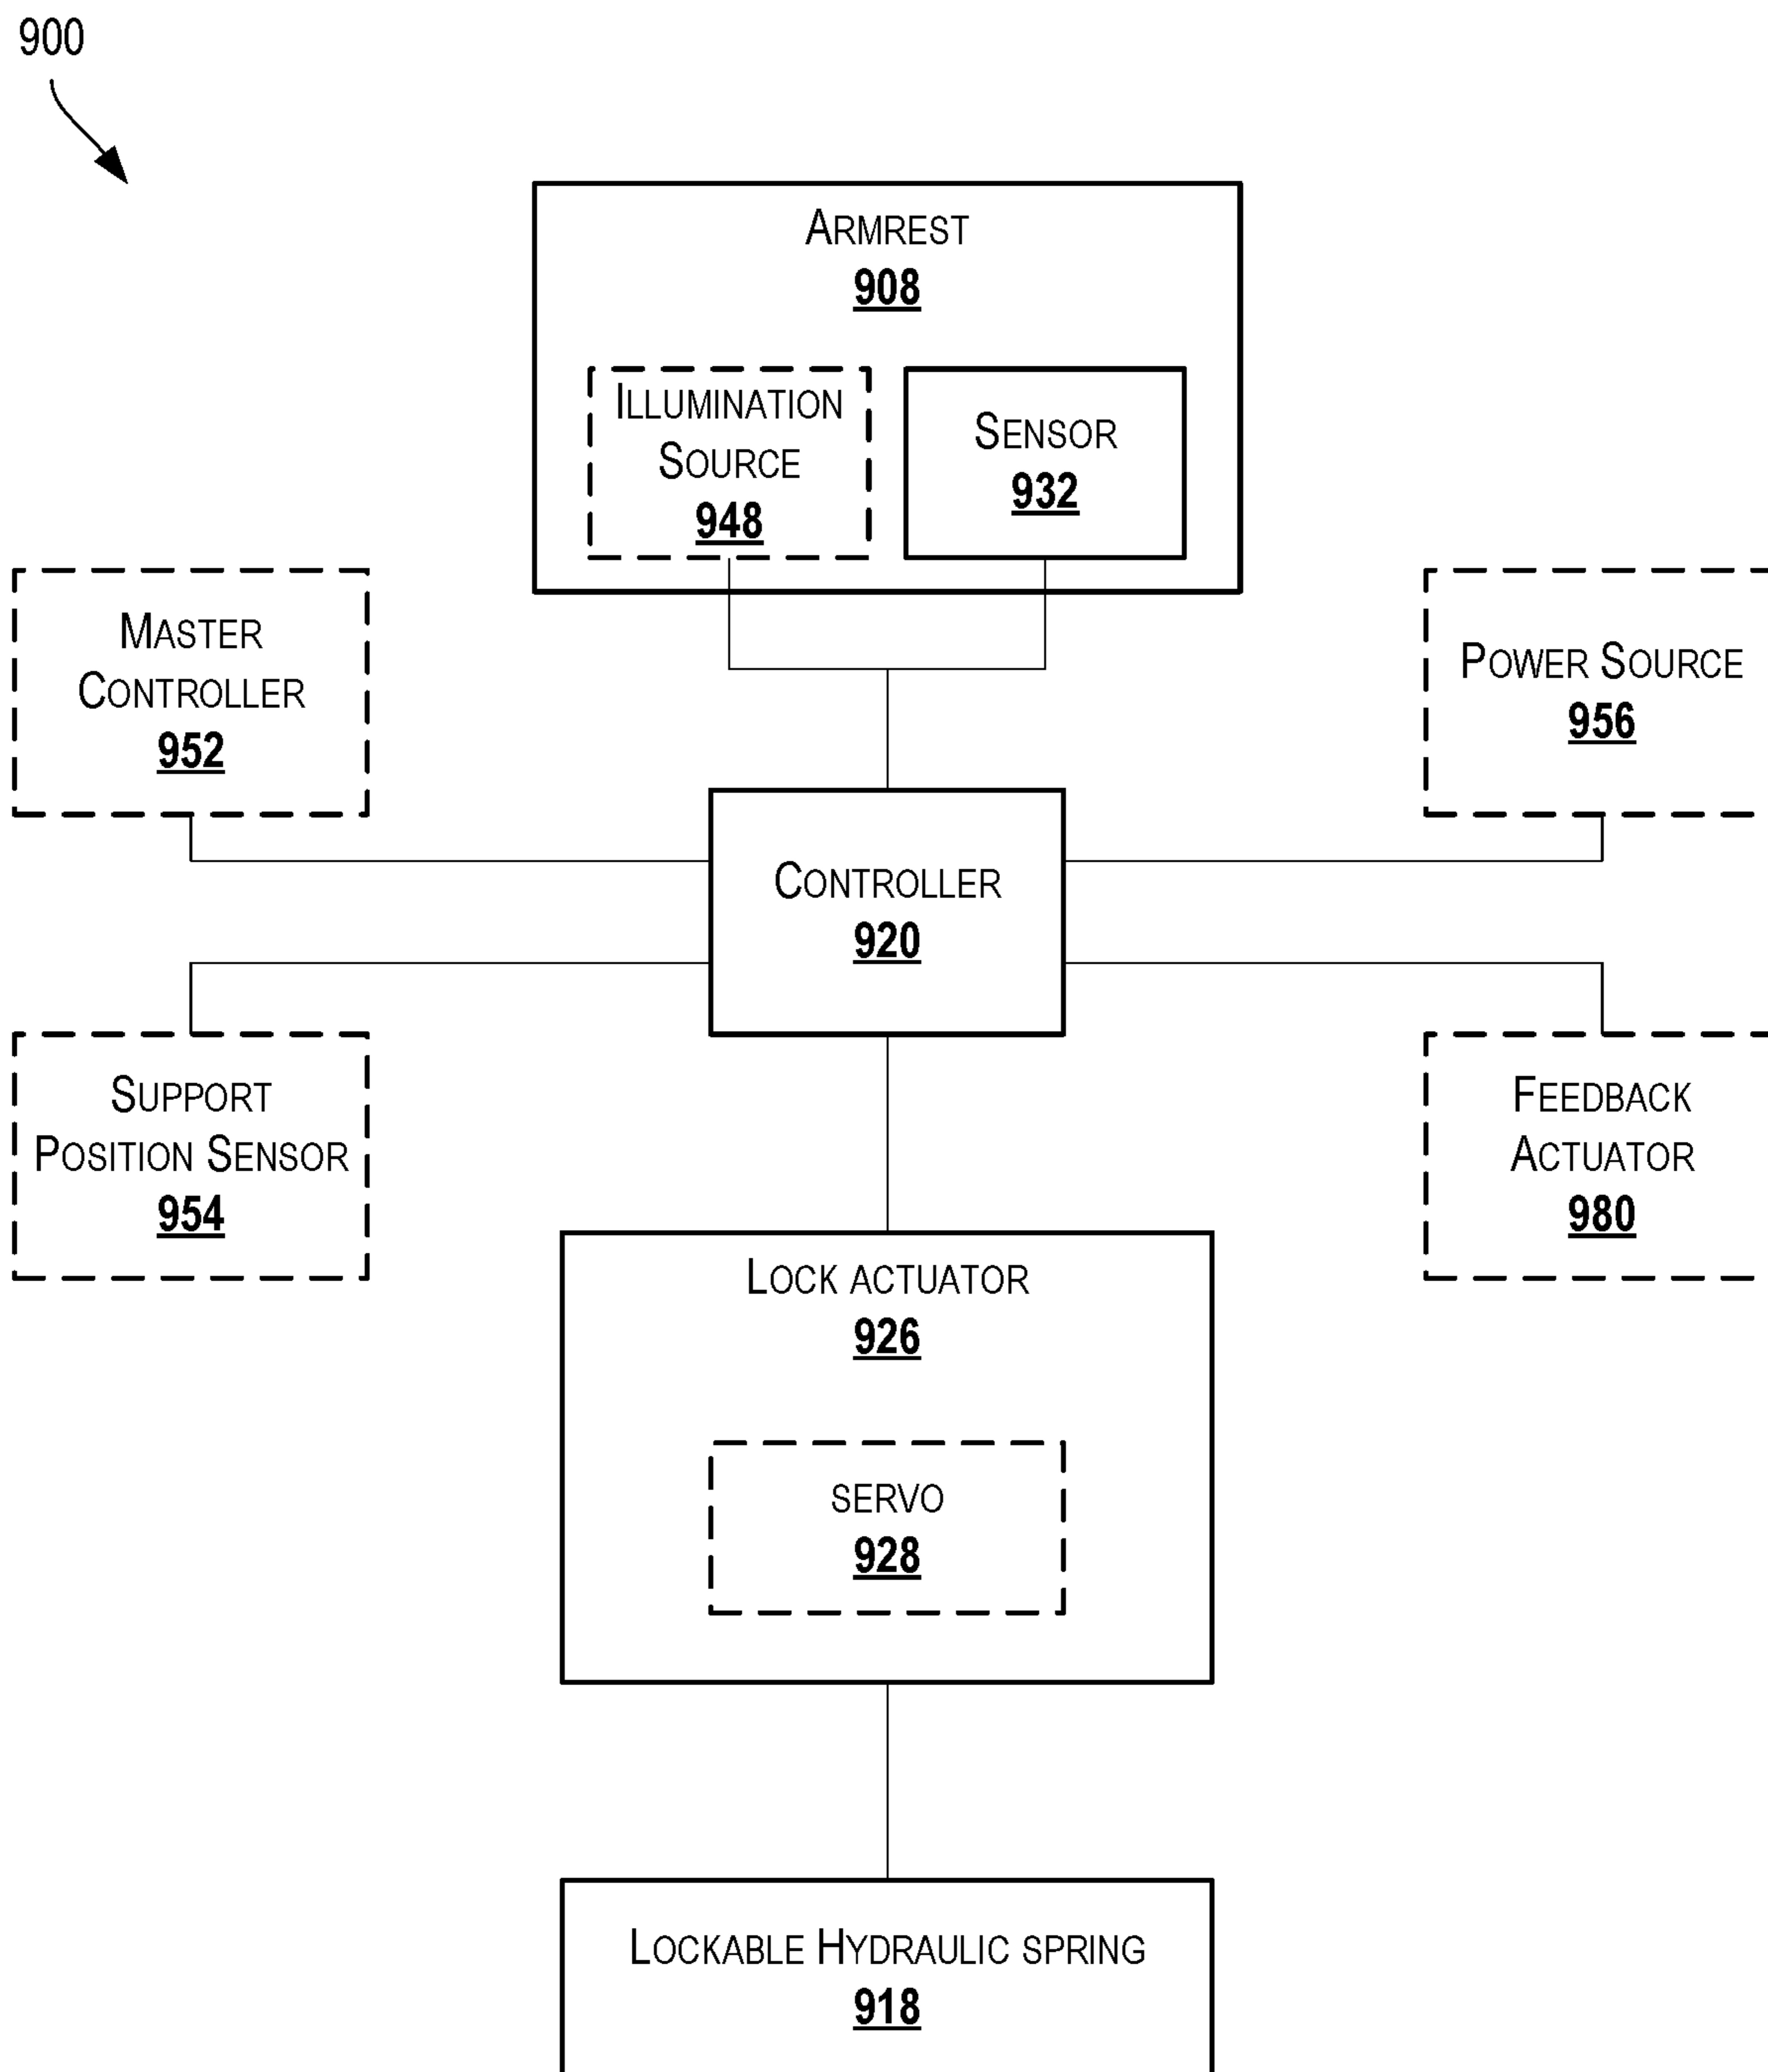 900
ARMREST
908
ILLUMINATION
SOURCE
948
SENSOR
932
MASTER
CONTROLLER
952
POWER SOURCE
956
CONTROLLER
920
SUPPORT
POSITION SENSOR
954
FEEDBACK
ACTUATOR
980
LOCK ACTUATOR
926
SERVO
928
LOCKABLE HYDRAULIC SPRING
918